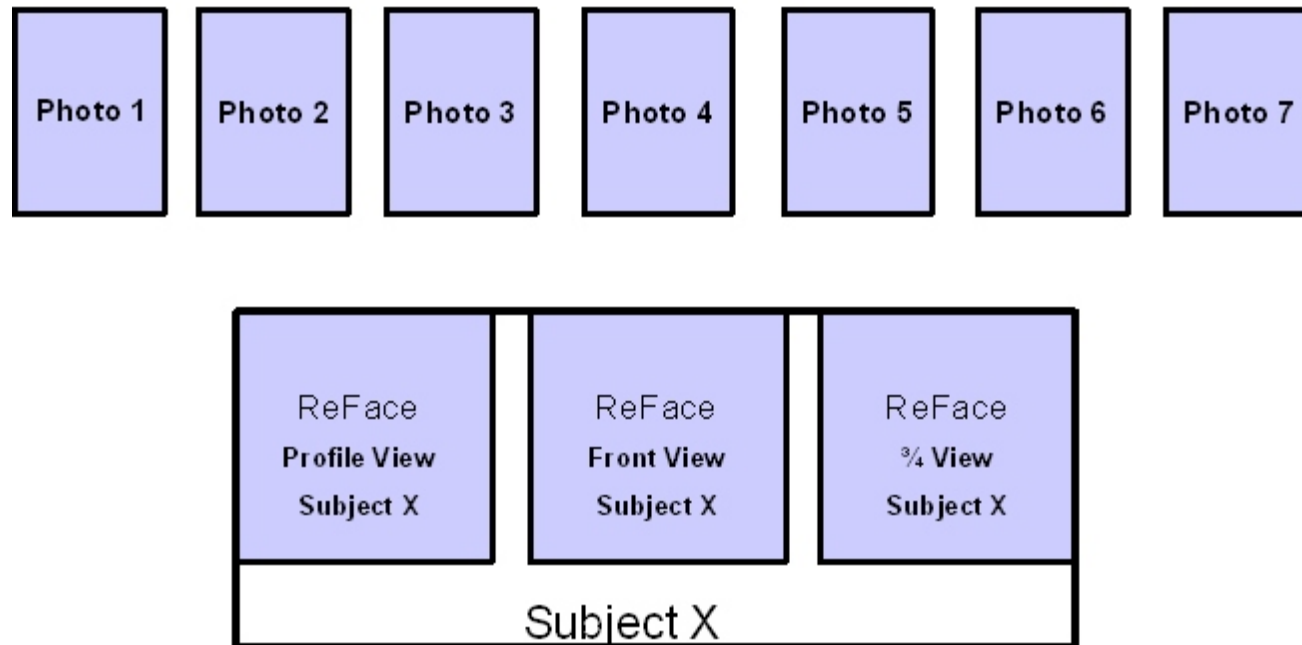 Photo 1
Photo 2
Photo 3
Photo 4
Photo 5
Photo 6
Photo 7
ReFace
Profile View
Subject X
ReFace
Front View
Subject X
ReFace
¾ View
Subject X
Subject X